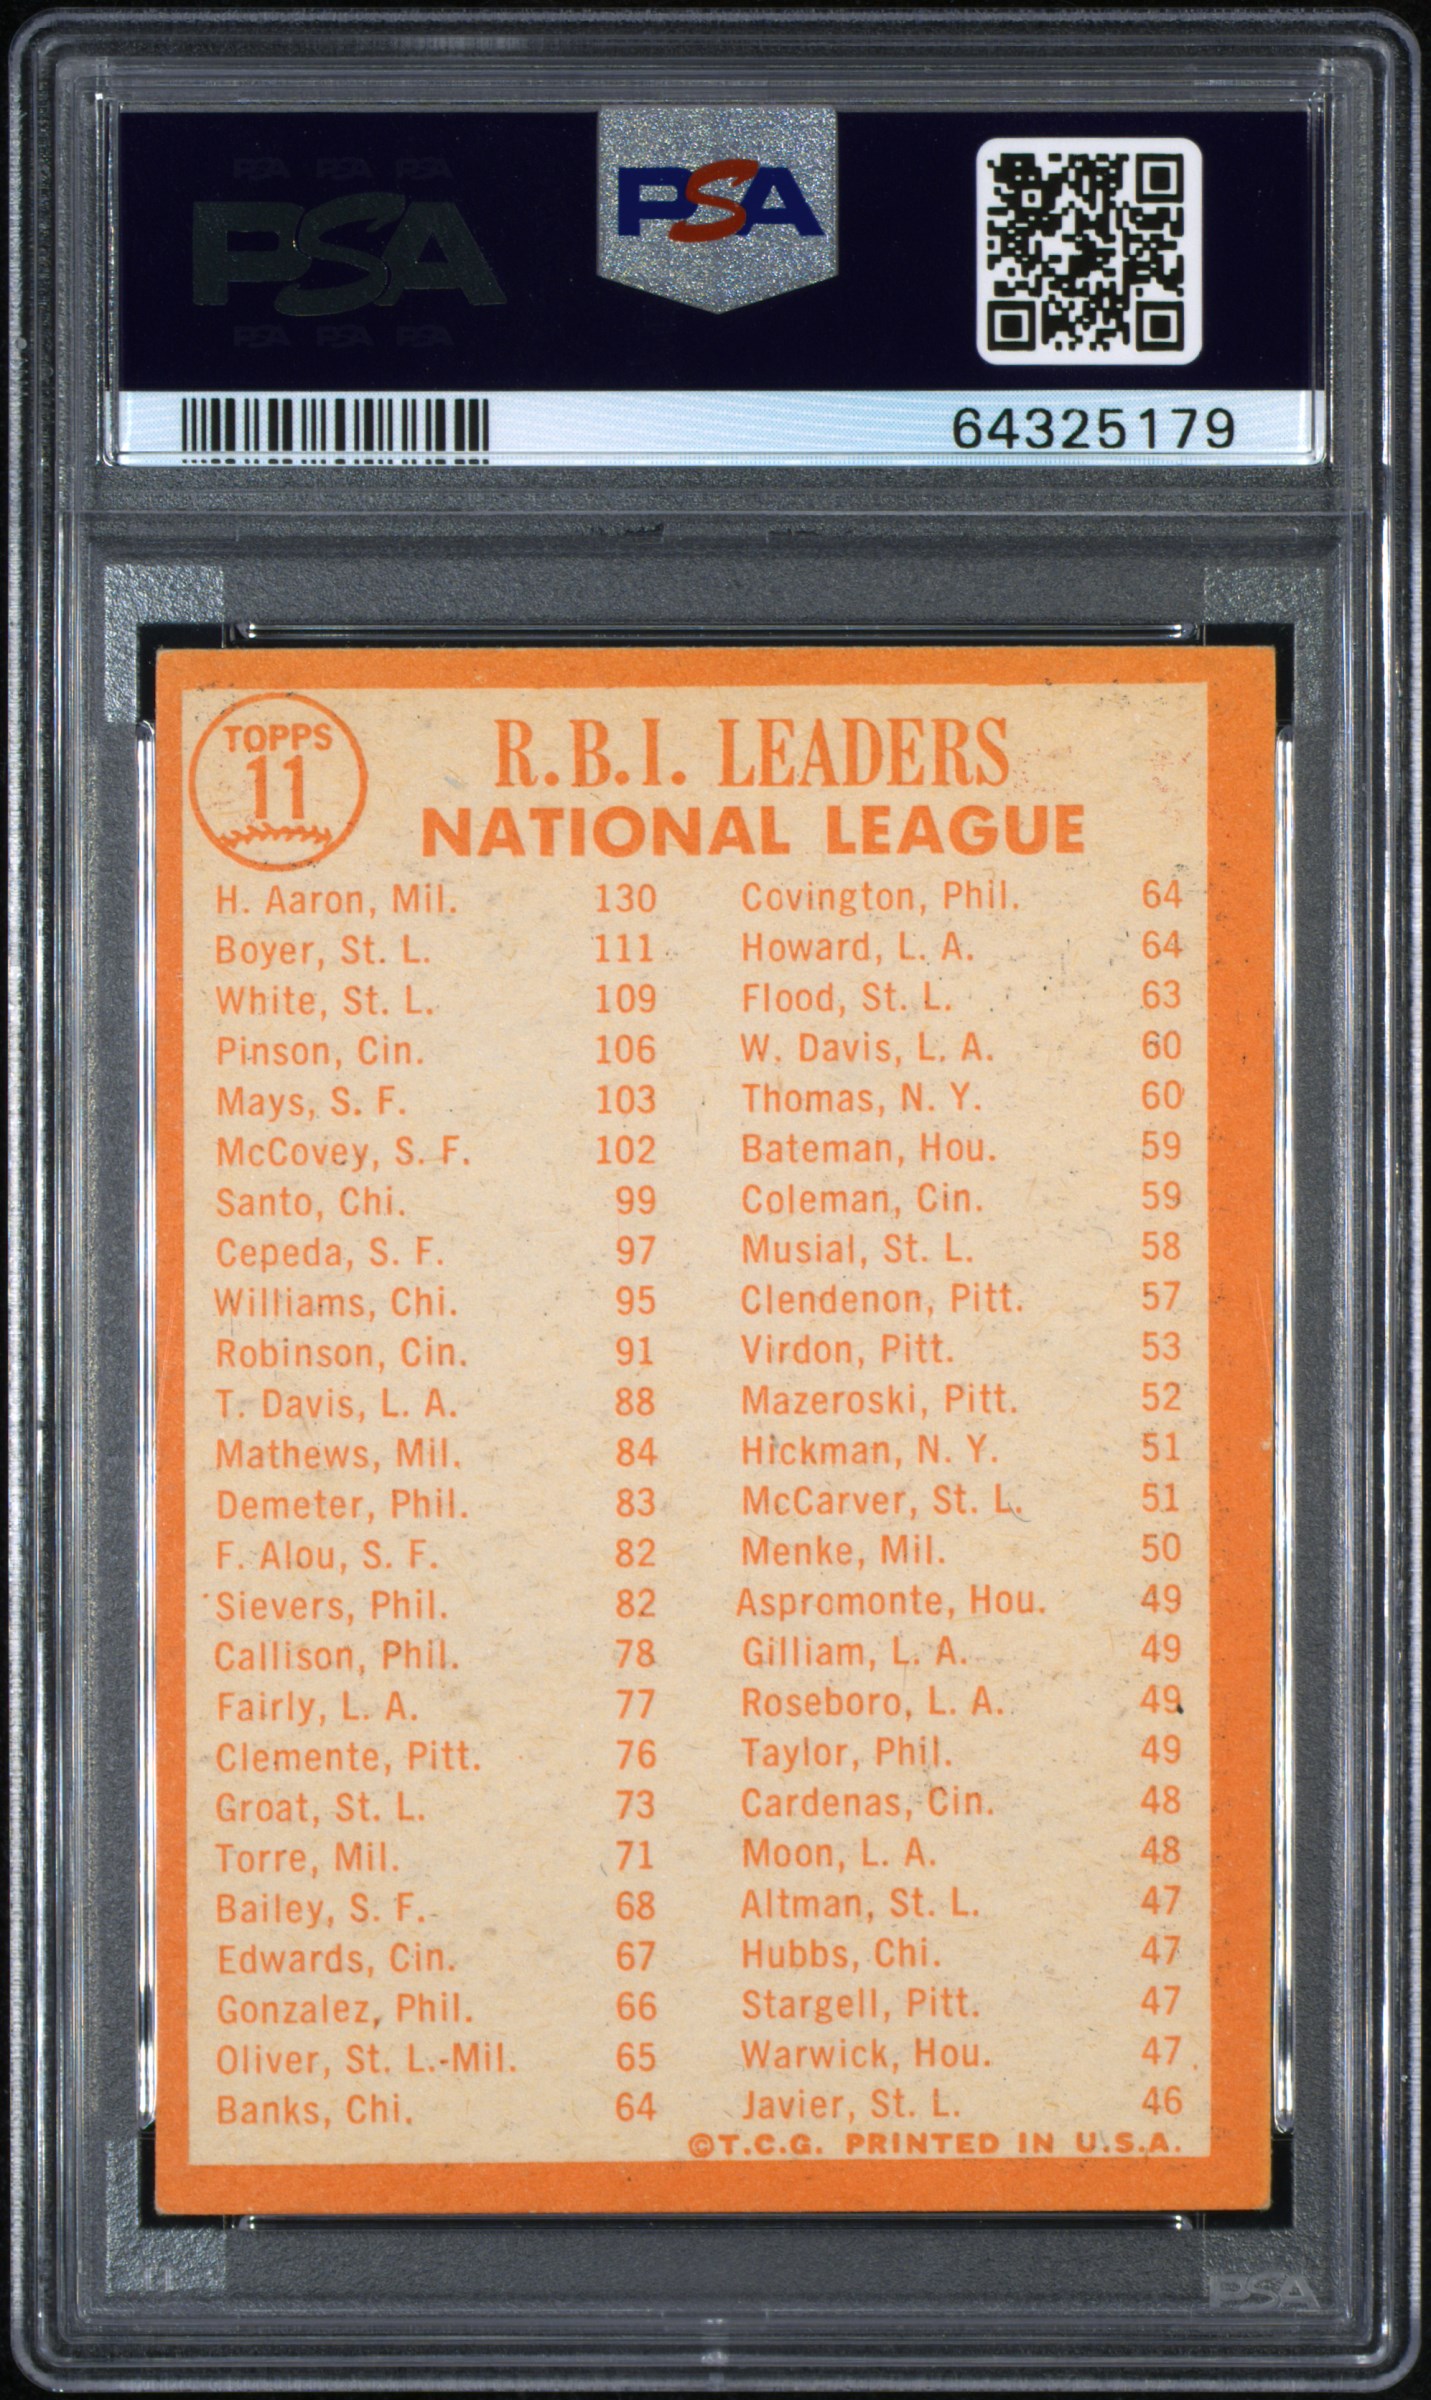 PSA PSA PSA
PSA
PSA PSA PSA
PSA
64325179
TOPPS
11
R.B.I. LEADERS
NATIONAL LEAGUE
H. Aaron, Mil. 130
Boyer, St. L. 111
White, St. L. 109
Pinson, Cin. 106
Mays, S. F. 103
McCovey, S. F. 102
Santo, Chi. 99
Cepeda, S. F. 97
Williams, Chi. 95
Robinson, Cin. 91
T. Davis, L. A. 88
Mathews, Mil. 84
Demeter, Phil. 83
F. Alou, S. F. 82
Sievers, Phil. 82
Callison, Phil. 78
Fairly, L. A. 77
Clemente, Pitt. 76
Groat, St. L. 73
Torre, Mil. 71
Bailey, S. F. 68
Edwards, Cin. 67
Gonzalez, Phil. 66
Oliver, St. L.-Mil. 65
Banks, Chi. 64
Covington, Phil. 64
Howard, L. A. 64
Flood, St. L. 63
W. Davis, L. A. 60
Thomas, N. Y. 60
Bateman, Hou. 59
Coleman, Cin. 59
Musial, St. L. 58
Clendenon, Pitt. 57
Virdon, Pitt. 53
Mazeroski, Pitt. 52
Hickman, N. Y. 51
McCarver, St. L. 51
Menke, Mil. 50
Aspromonte, Hou. 49
Gilliam, L. A. 49
Roseboro, L. A. 49
Taylor, Phil. 49
Cardenas, Cin. 48
Moon, L. A. 48
Altman, St. L. 47
Hubbs, Chi. 47
Stargell, Pitt. 47
Warwick, Hou. 47
Javier, St. L. 46
©T.C.G. PRINTED IN U.S.A.
PSA